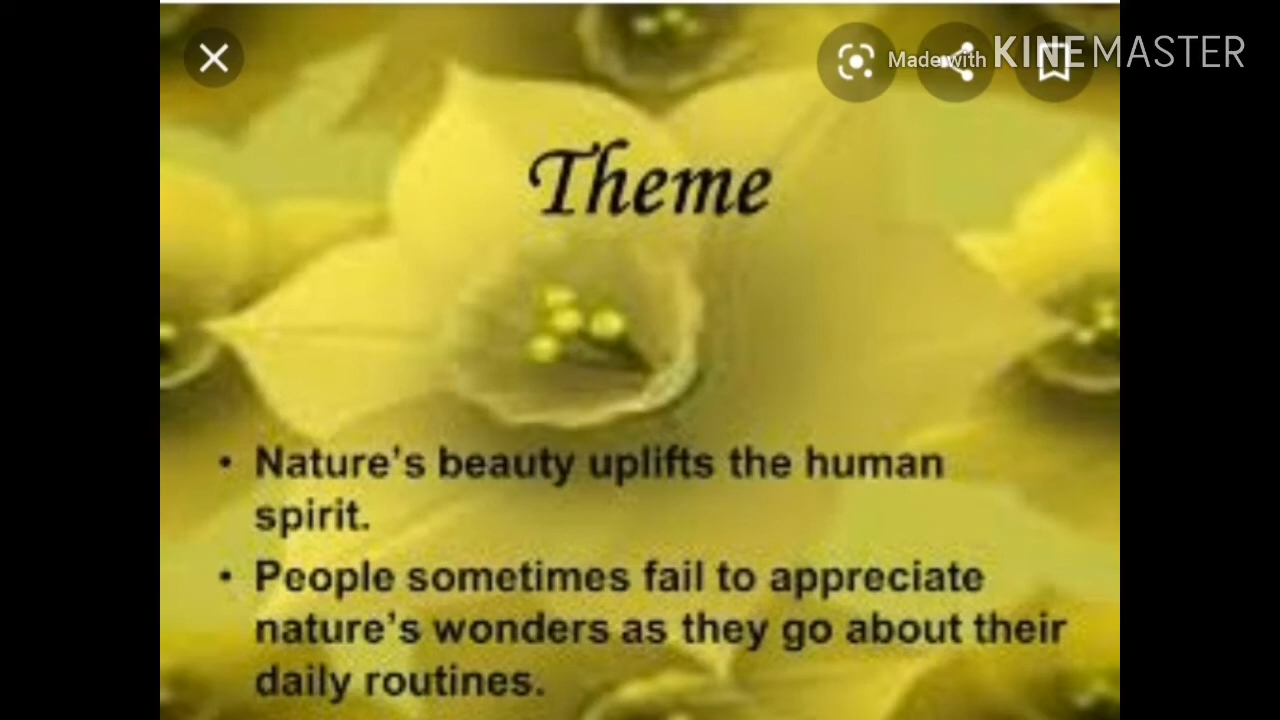 Made with KINEMASTER
Theme
• Nature's beauty uplifts the human
spirit.
• People sometimes fail to appreciate
nature's wonders as they go about their
daily routines.